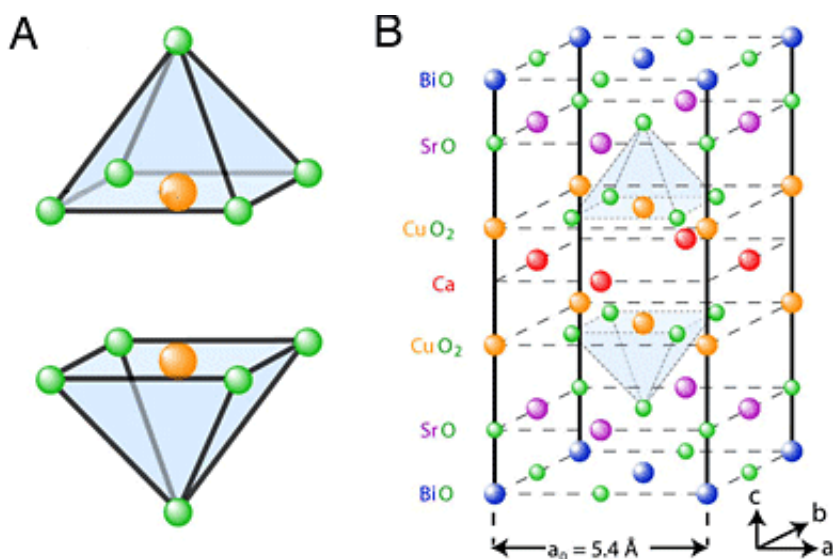 A
B
BiO
SrO
CuO₂
Ca
CuO₂
SrO
BiO
a₀ = 5.4 Å
c
b
a